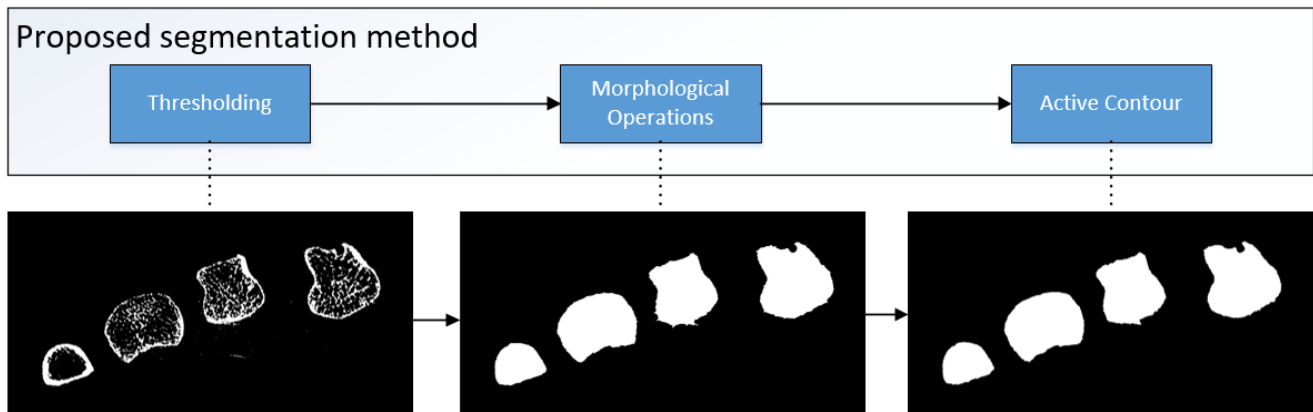 Proposed segmentation method
Thresholding
Morphological
Operations
Active Contour